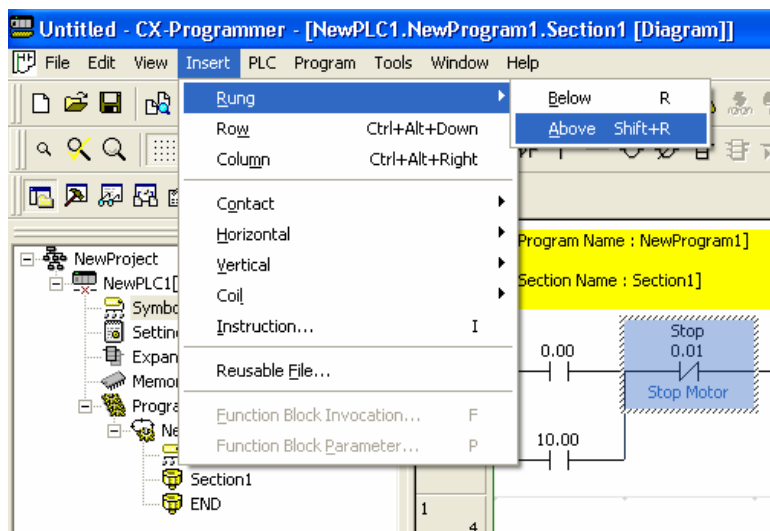 Untitled - CX-Programmer - [NewPLC1.NewProgram1.Section1 [Diagram]]
File Edit View Insert PLC Program Tools Window Help
Rung
Below R
Above Shift+R
Row Ctrl+Alt+Down
Column Ctrl+Alt+Right
Contact
Horizontal
Vertical
Coil
Instruction... I
Reusable File...
Function Block Invocation... F
Function Block Parameter... P
NewProject
NewPLC1[
Symbo
Settin
Expan
Memor
Progra
Ne
Section1
END
Program Name : NewProgram1]
Section Name : Section1]
Stop
0.00 0.01
Stop Motor
10.00
1
4